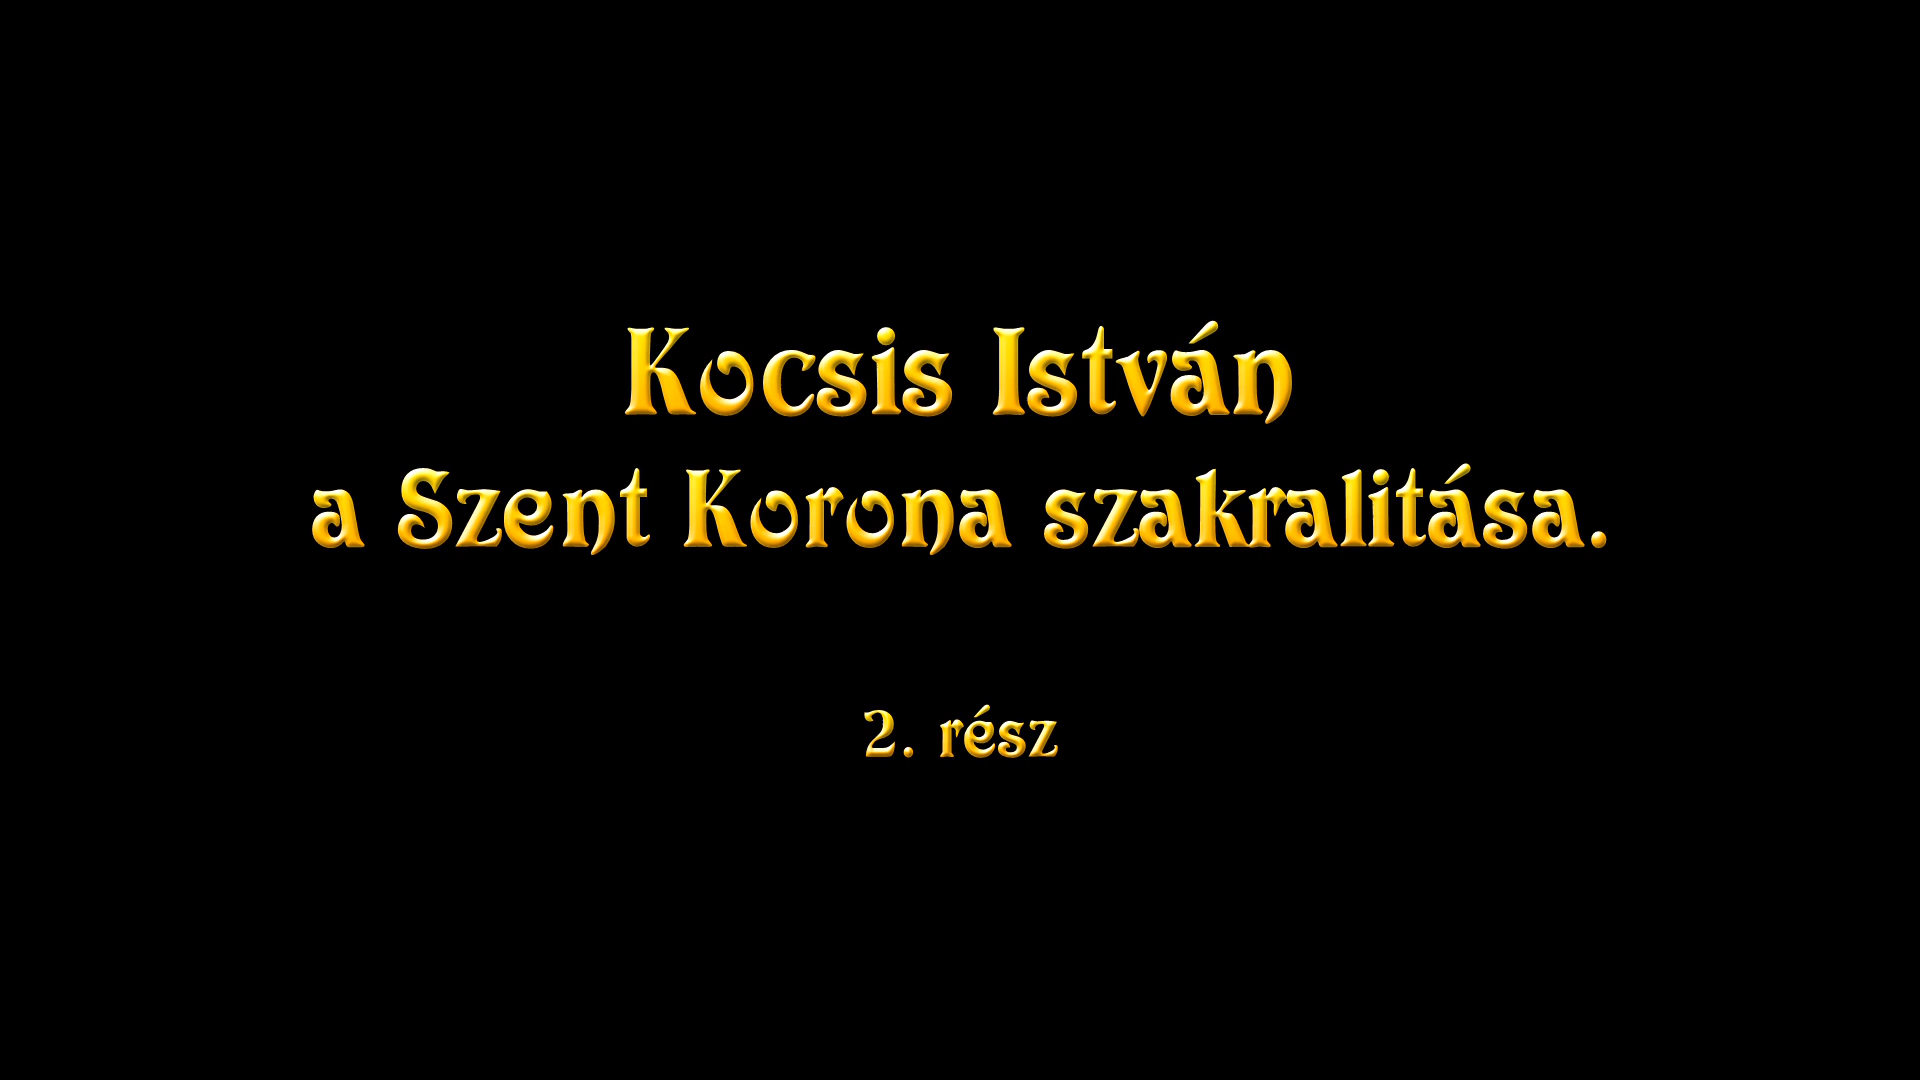 Kocsis István
a Szent Korona szakralitása.
2. rész